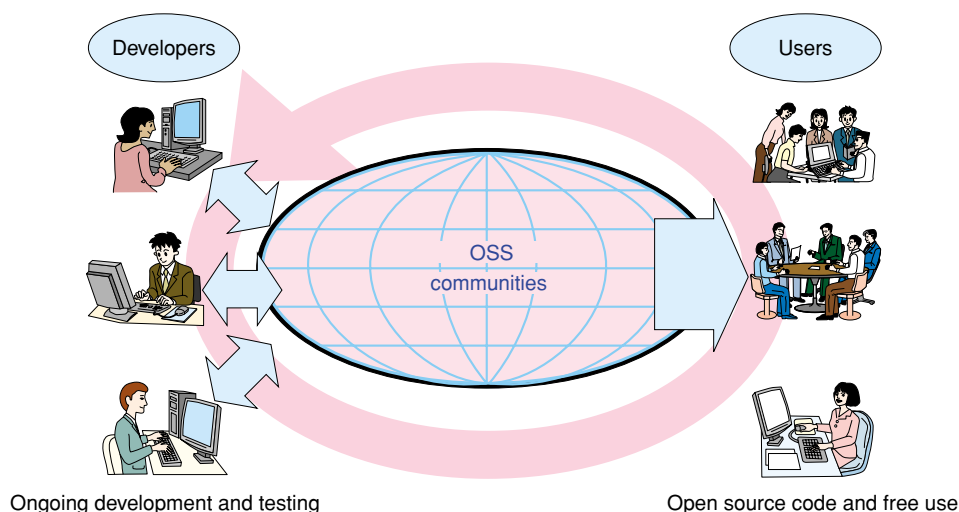 Developers
Users
OSS
communities
Ongoing development and testing
Open source code and free use